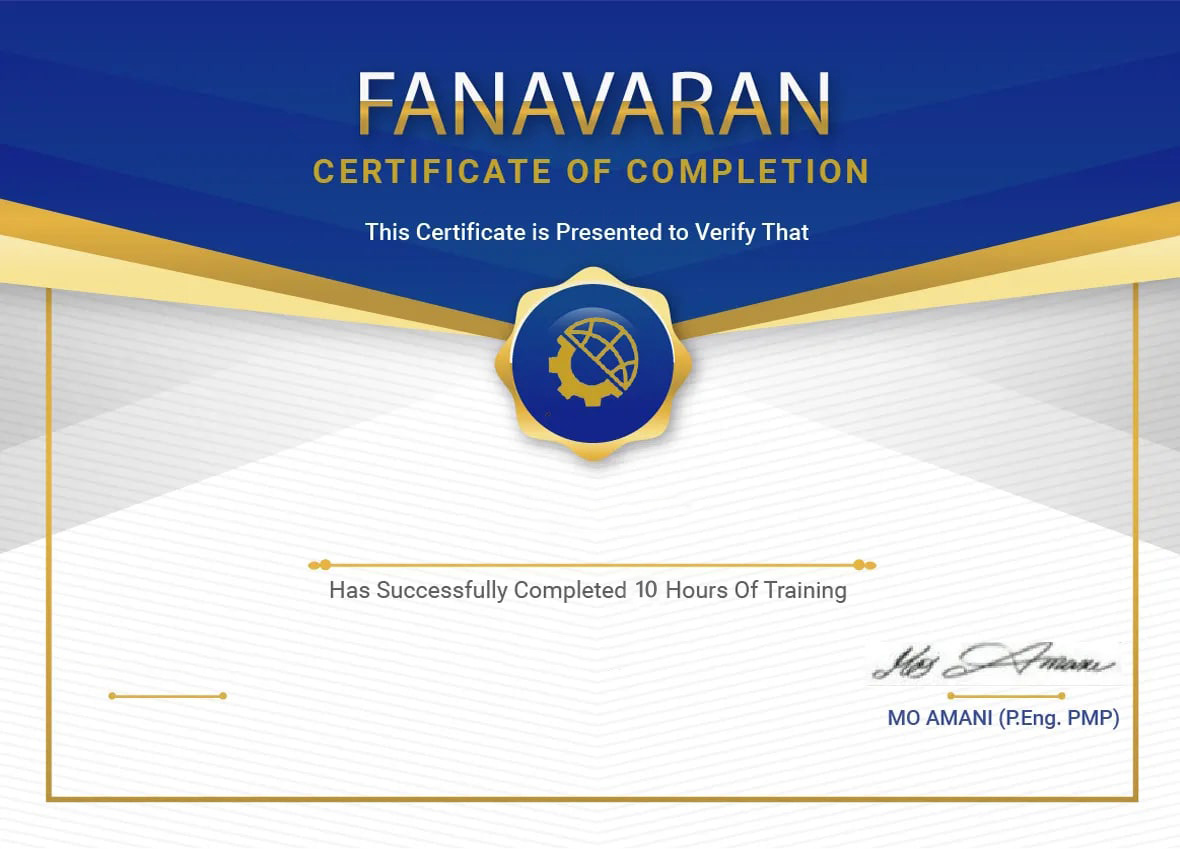 FANAVARAN
CERTIFICATE OF COMPLETION
This Certificate is Presented to Verify That
Has Successfully Completed 10 Hours Of Training
Mos Amani
MO AMANI (P.Eng. PMP)